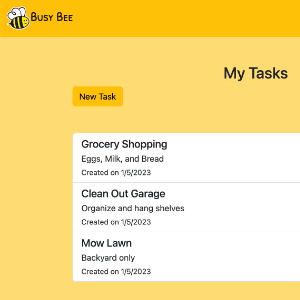 Busy Bee
My Tasks
New Task
Grocery Shopping
Eggs, Milk, and Bread
Created on 1/5/2023
Clean Out Garage
Organize and hang shelves
Created on 1/5/2023
Mow Lawn
Backyard only
Created on 1/5/2023